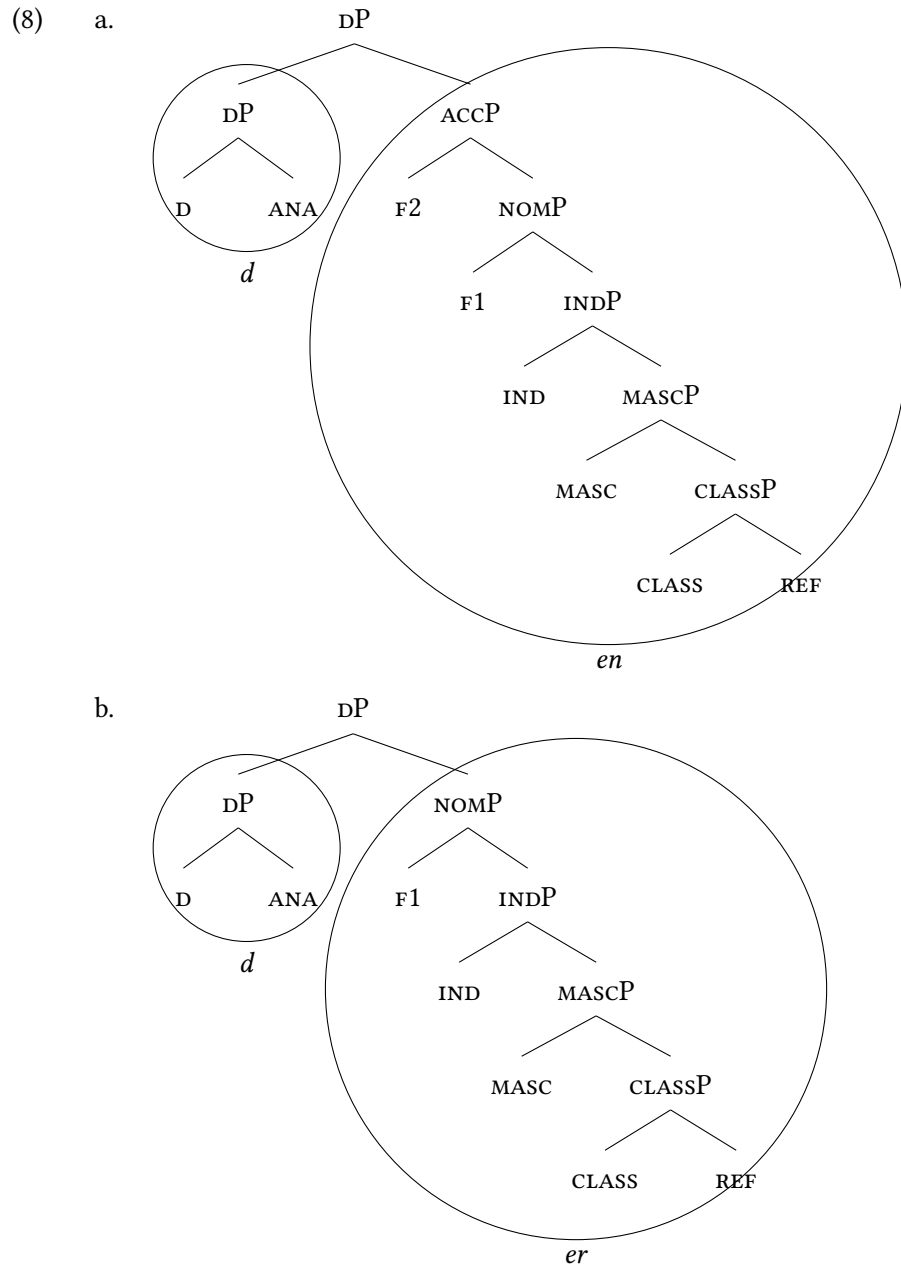 (8) a. DP
DP ACCP
D ANA F2 NOMP
d
F1 INDP
IND MASCP
MASC CLASSP
CLASS REF
en
b. DP
DP NOMP
D ANA F1 INDP
d
IND MASCP
MASC CLASSP
CLASS REF
er